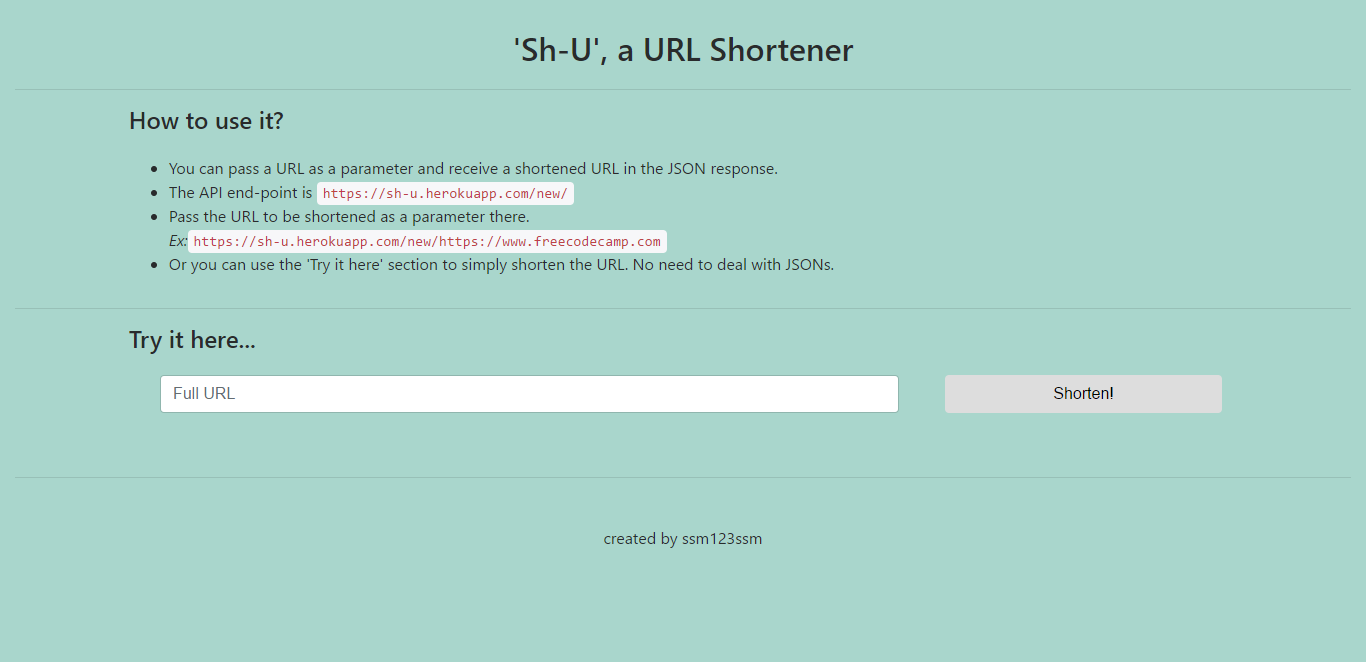 'Sh-U', a URL Shortener
How to use it?
You can pass a URL as a parameter and receive a shortened URL in the JSON response.
The API end-point is https://sh-u.herokuapp.com/new/
Pass the URL to be shortened as a parameter there.
Ex:https://sh-u.herokuapp.com/new/https://www.freecodecamp.com
Or you can use the 'Try it here' section to simply shorten the URL. No need to deal with JSONs.
Try it here...
Full URL Shorten!
created by ssm123ssm